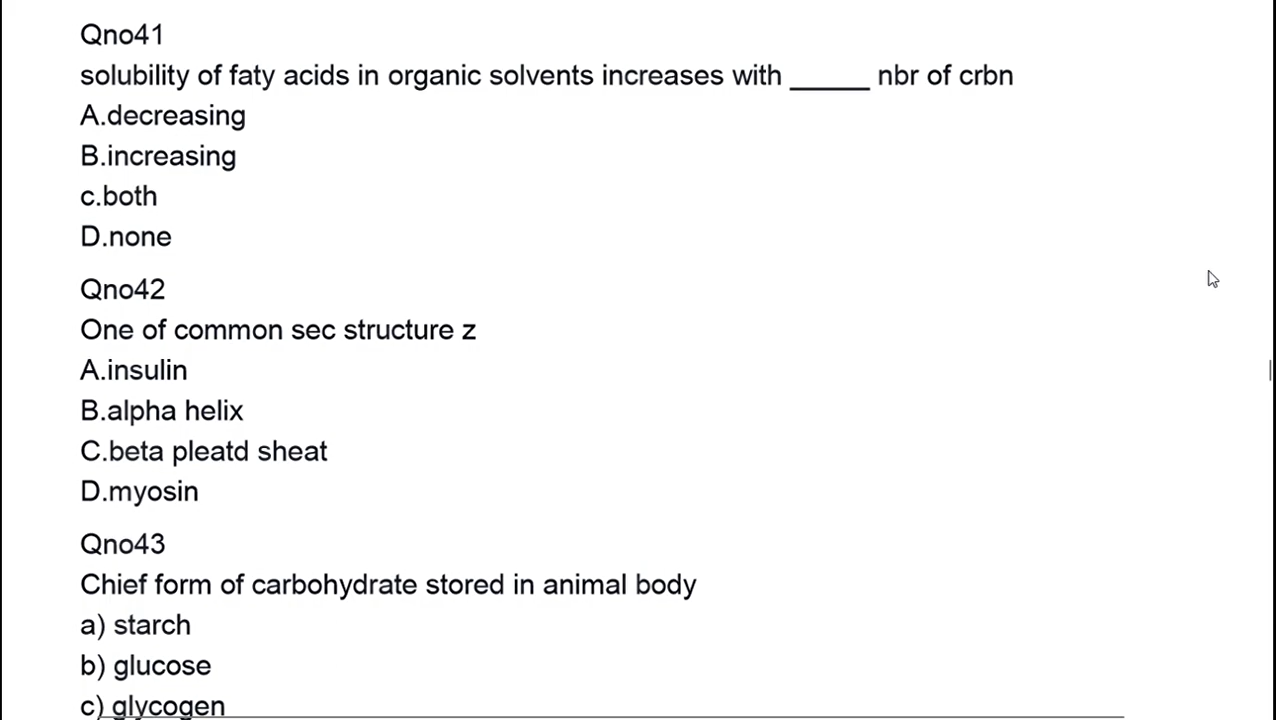 Qno41
solubility of faty acids in organic solvents increases with ______ nbr of crbn
A.decreasing
B.increasing
c.both
D.none
Qno42
One of common sec structure z
A.insulin
B.alpha helix
C.beta pleatd sheat
D.myosin
Qno43
Chief form of carbohydrate stored in animal body
a) starch
b) glucose
c) glycogen